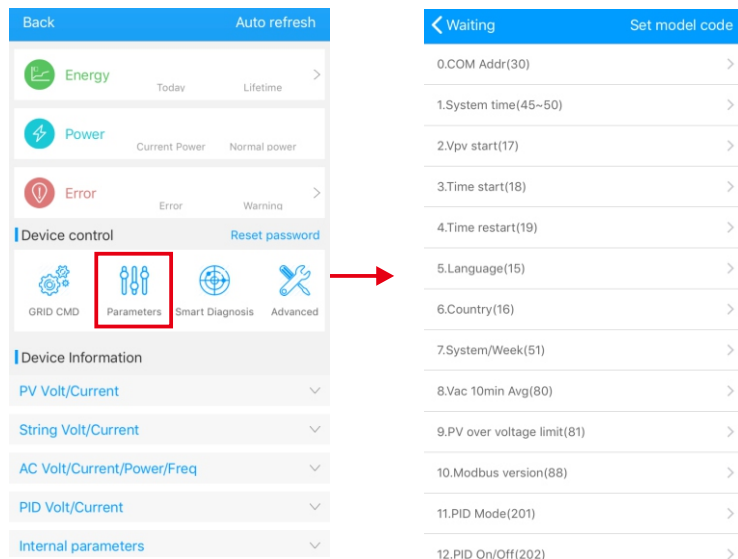 Back Auto refresh
Energy
Today Lifetime
Power
Current Power Normal power
Error
Error Warning
Device control Reset password
GRID CMD Parameters Smart Diagnosis Advanced
Device Information
PV Volt/Current
String Volt/Current
AC Volt/Current/Power/Freq
PID Volt/Current
Internal parameters
Waiting Set model code
0.COM Addr(30)
1.System time(45~50)
2.Vpv start(17)
3.Time start(18)
4.Time restart(19)
5.Language(15)
6.Country(16)
7.System/Week(51)
8.Vac 10min Avg(80)
9.PV over voltage limit(81)
10.Modbus version(88)
11.PID Mode(201)
12.PID On/Off(202)